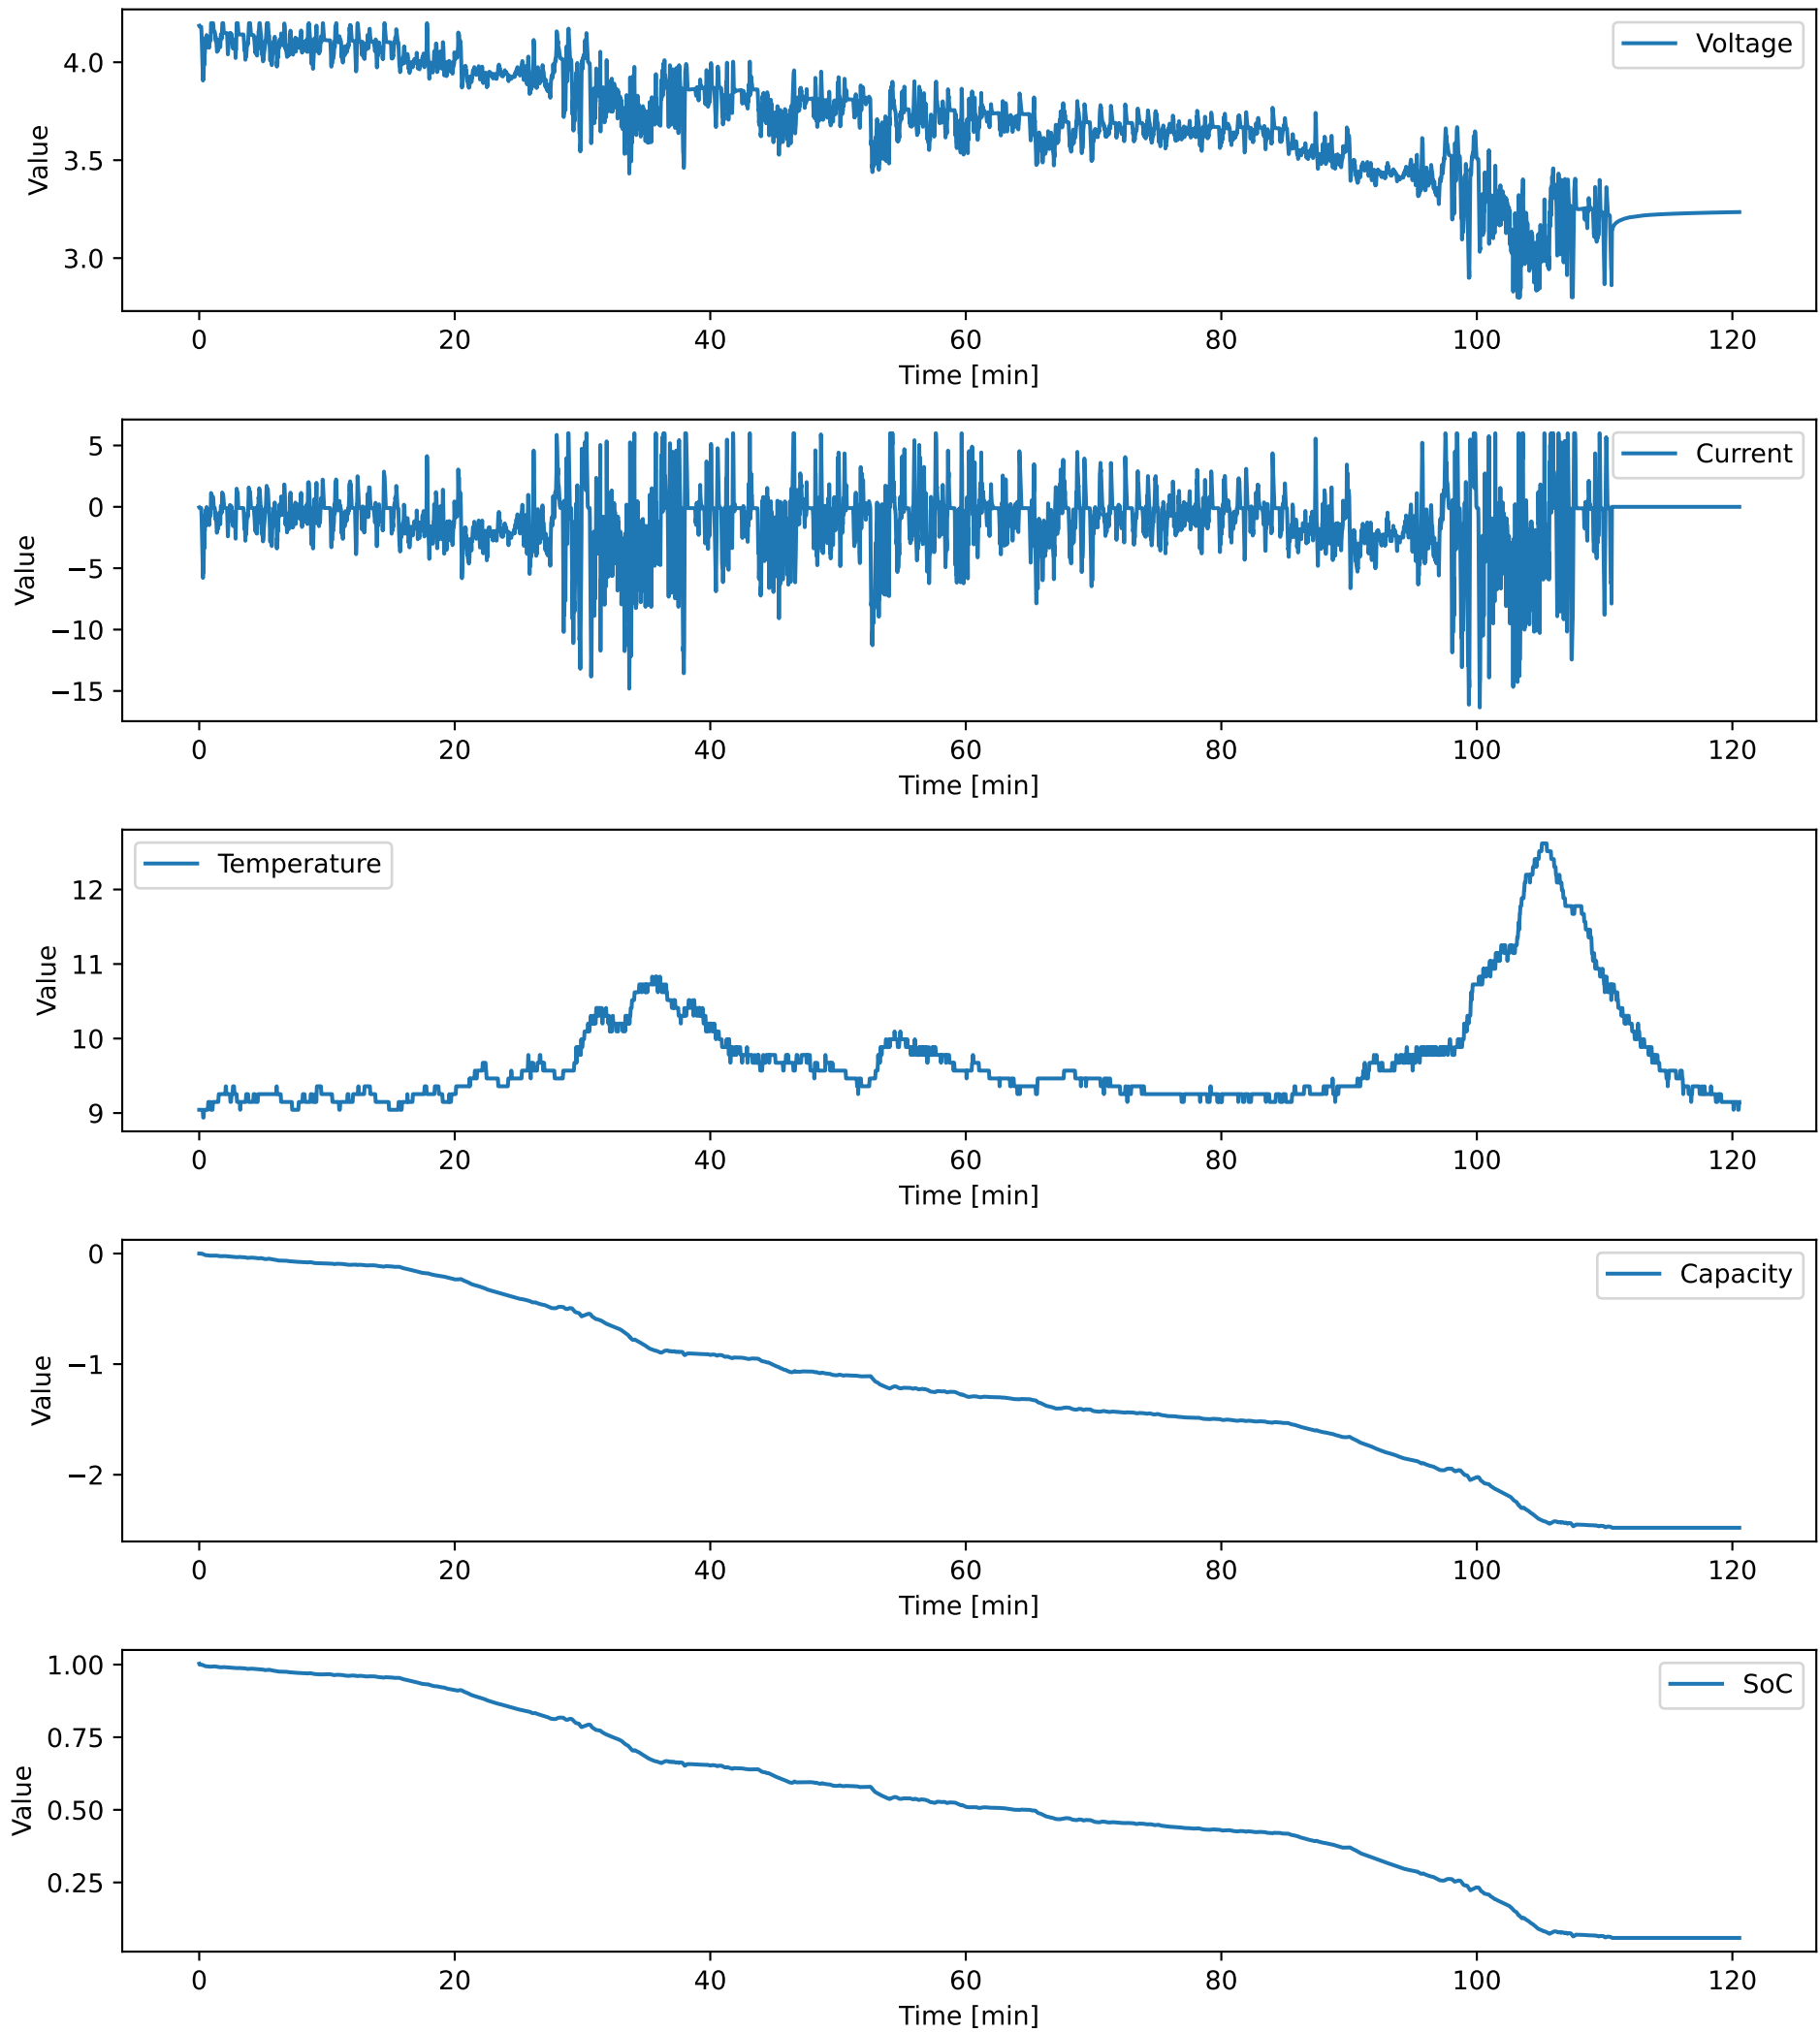 Voltage
4.0
3.5
3.0
Value
0 20 40 60 80 100 120
Time [min]
Current
5
0
−5
−10
−15
Value
0 20 40 60 80 100 120
Time [min]
Temperature
12
11
10
9
Value
0 20 40 60 80 100 120
Time [min]
Capacity
0
−1
−2
Value
0 20 40 60 80 100 120
Time [min]
SoC
1.00
0.75
0.50
0.25
Value
0 20 40 60 80 100 120
Time [min]